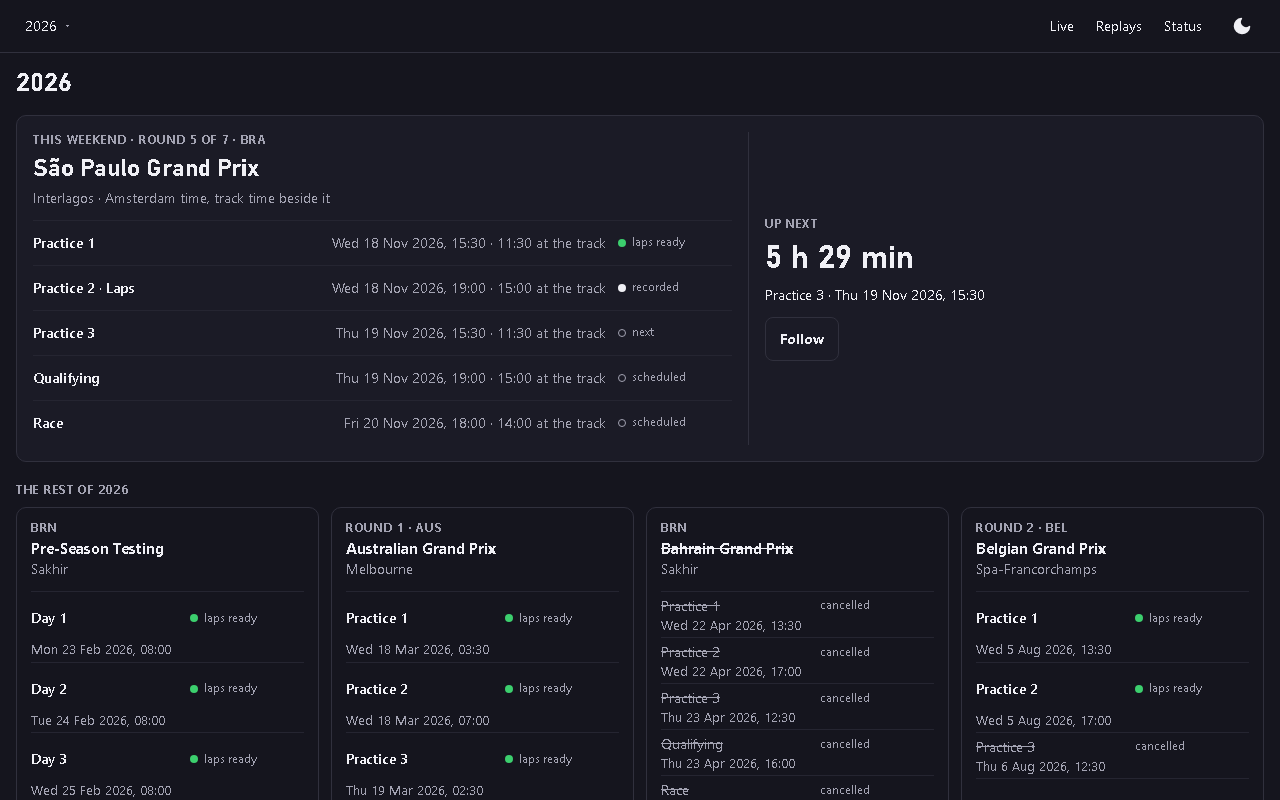 2026
Live
Replays
Status
2026
THIS WEEKEND · ROUND 5 OF 7 · BRA
São Paulo Grand Prix
Interlagos · Amsterdam time, track time beside it
Practice 1 Wed 18 Nov 2026, 15:30 · 11:30 at the track laps ready
Practice 2 · Laps Wed 18 Nov 2026, 19:00 · 15:00 at the track recorded
Practice 3 Thu 19 Nov 2026, 15:30 · 11:30 at the track next
Qualifying Thu 19 Nov 2026, 19:00 · 15:00 at the track scheduled
Race Fri 20 Nov 2026, 18:00 · 14:00 at the track scheduled
UP NEXT
5 h 29 min
Practice 3 · Thu 19 Nov 2026, 15:30
Follow
THE REST OF 2026
BRN
Pre-Season Testing
Sakhir
Day 1 laps ready
Mon 23 Feb 2026, 08:00
Day 2 laps ready
Tue 24 Feb 2026, 08:00
Day 3 laps ready
Wed 25 Feb 2026, 08:00
ROUND 1 · AUS
Australian Grand Prix
Melbourne
Practice 1 laps ready
Wed 18 Mar 2026, 03:30
Practice 2 laps ready
Wed 18 Mar 2026, 07:00
Practice 3 laps ready
Thu 19 Mar 2026, 02:30
BRN
Bahrain Grand Prix
Sakhir
Practice 1 cancelled
Wed 22 Apr 2026, 13:30
Practice 2 cancelled
Wed 22 Apr 2026, 17:00
Practice 3 cancelled
Thu 23 Apr 2026, 12:30
Qualifying cancelled
Thu 23 Apr 2026, 16:00
Race cancelled
ROUND 2 · BEL
Belgian Grand Prix
Spa-Francorchamps
Practice 1 laps ready
Wed 5 Aug 2026, 13:30
Practice 2 laps ready
Wed 5 Aug 2026, 17:00
Practice 3 cancelled
Thu 6 Aug 2026, 12:30